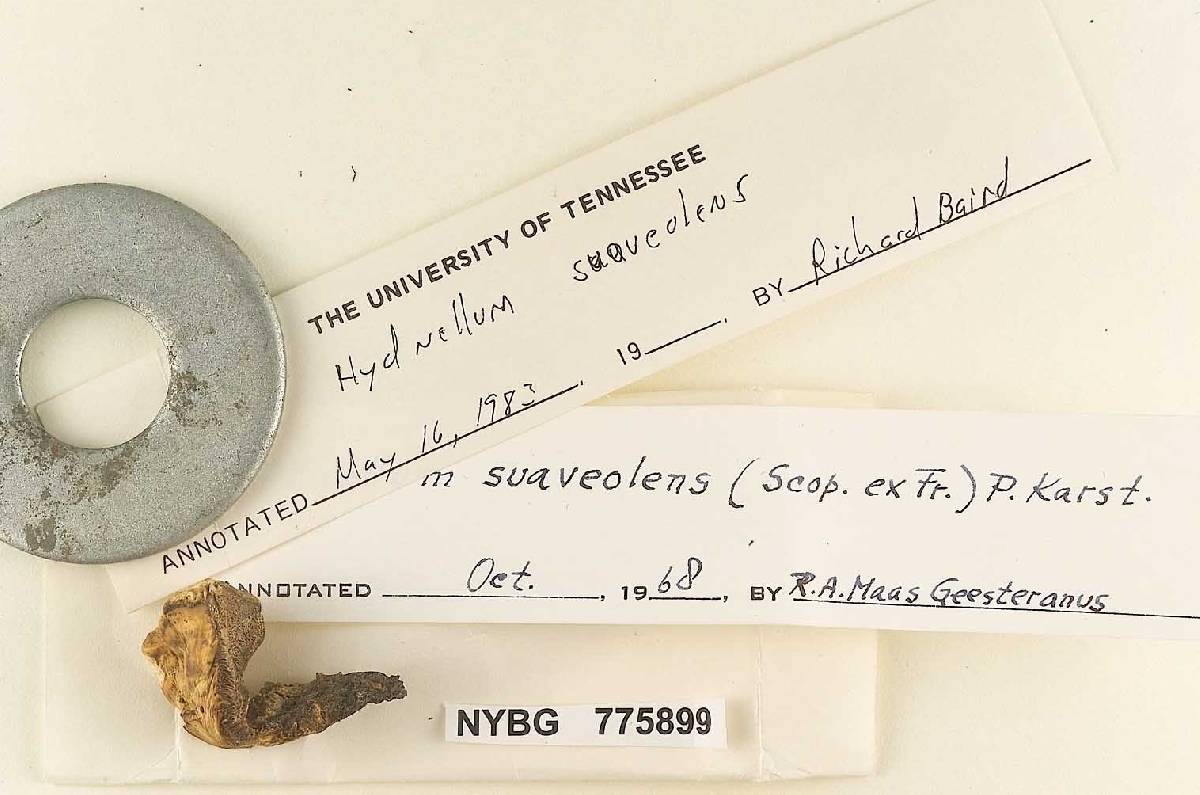 THE UNIVERSITY OF TENNESSEE
Hydnellum suaveolens
ANNOTATED May 16, 1983, 19 , BY Richard Baird
m suaveolens (Scop. ex Fr.) P. Karst.
NNOTATED Oct. , 1968, BY R.A. Maas Geesteranus
NYBG 775899